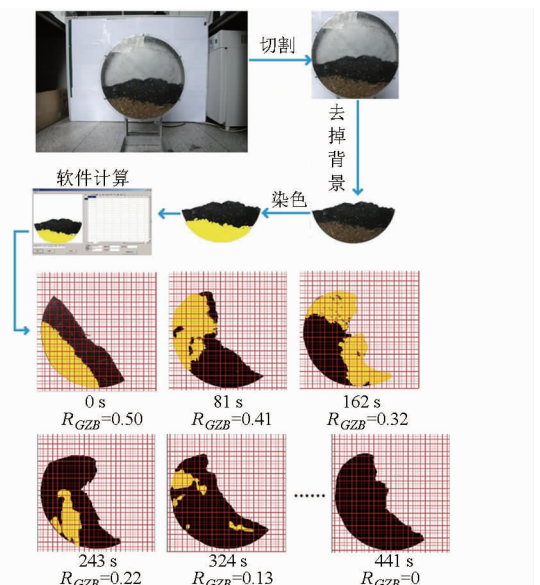 切割
去
掉
背
景
染色
软件计算
0 s
R_GZB=0.50
81 s
R_GZB=0.41
162 s
R_GZB=0.32
243 s
R_GZB=0.22
324 s
R_GZB=0.13
······
441 s
R_GZB=0